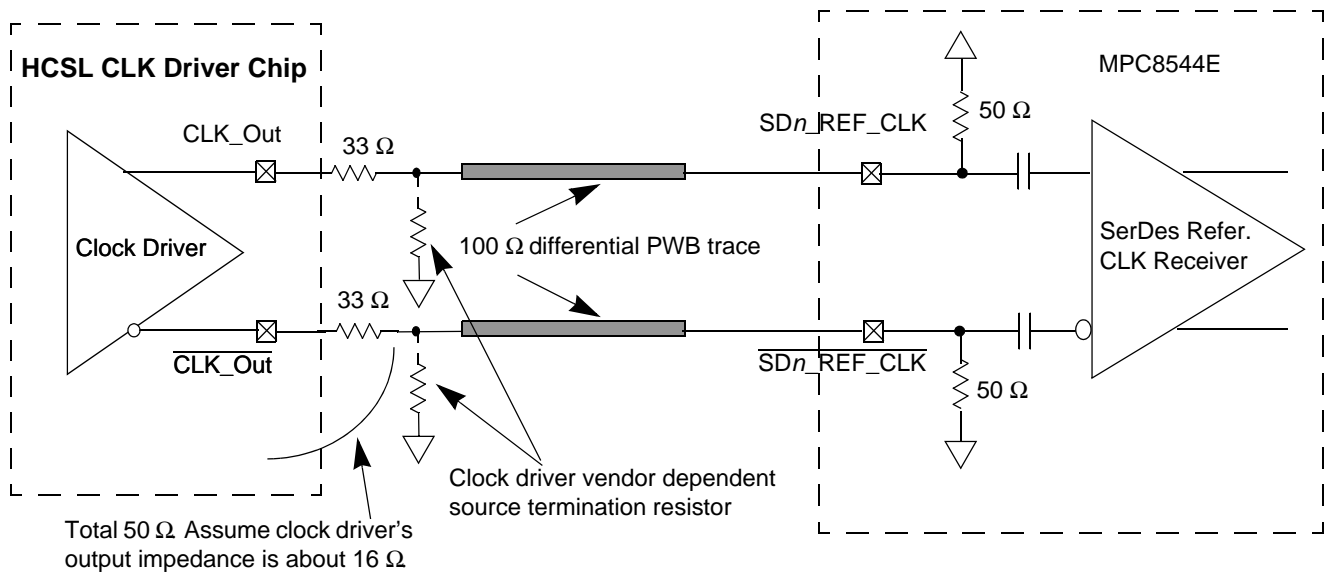 HCSL CLK Driver Chip
MPC8544E
CLK_Out
33 Ω
SDn_REF_CLK
50 Ω
Clock Driver
100 Ω differential PWB trace
SerDes Refer.
CLK Receiver
33 Ω
CLK_Out
SDn_REF_CLK
50 Ω
Clock driver vendor dependent
source termination resistor
Total 50 Ω. Assume clock driver's
output impedance is about 16 Ω.